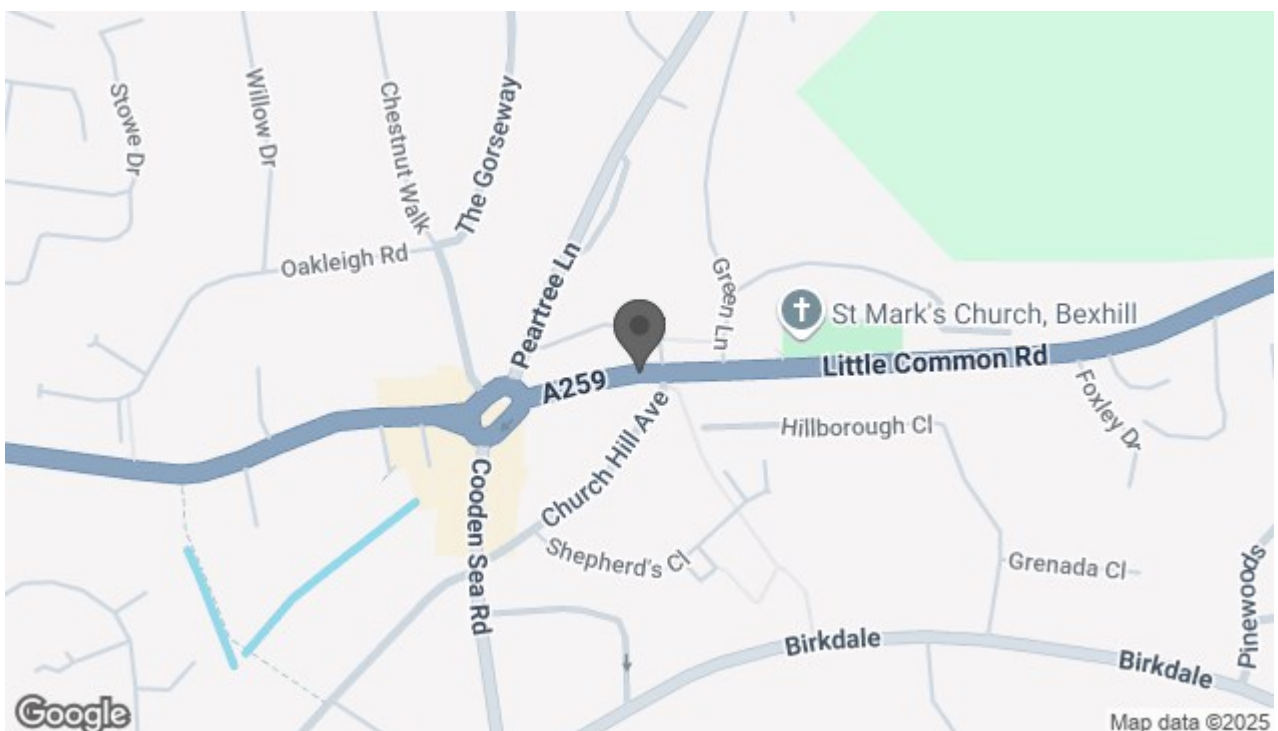 Stowe Dr
Willow Dr
Chestnut Walk
The Gorseway
Oakleigh Rd
Peartree Ln
Green Ln
St Mark's Church, Bexhill
A259
Little Common Rd
Foxley Dr
Church Hill Ave
Hillborough Cl
Cooden Sea Rd
Shepherd's Cl
Grenada Cl
Pinewoods
Birkdale
Birkdale
Google
Map data ©2025